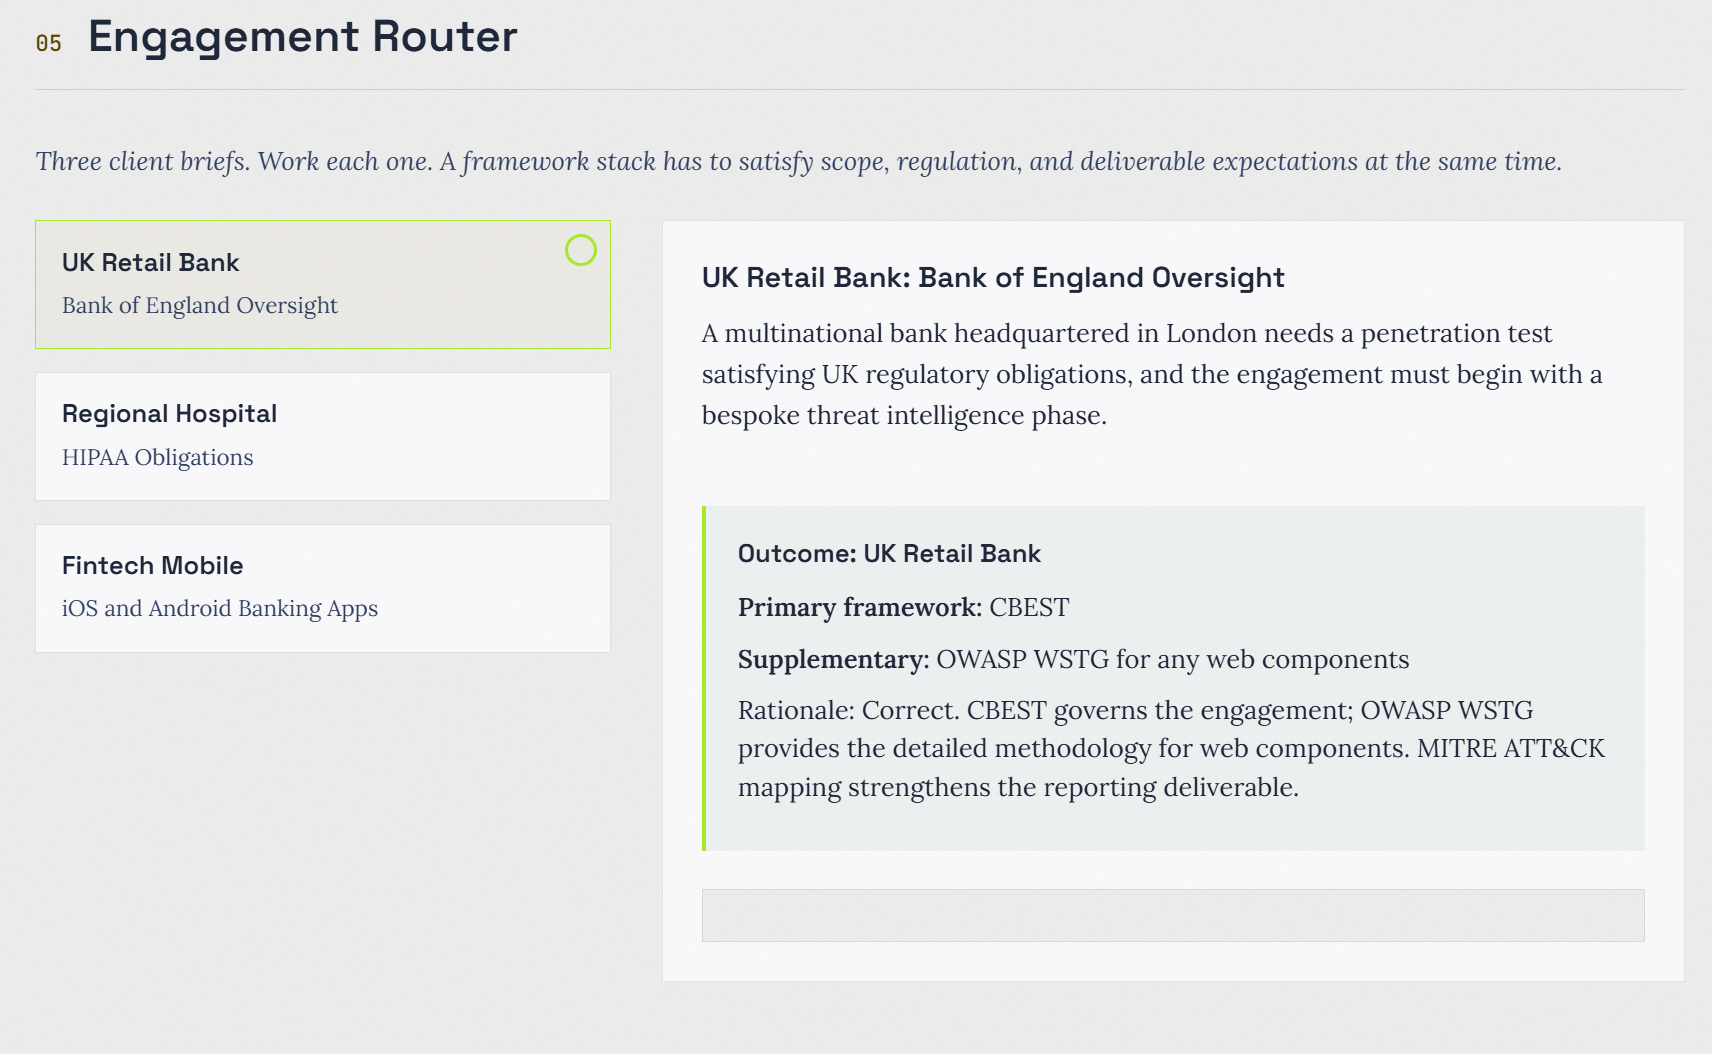 05 Engagement Router
Three client briefs. Work each one. A framework stack has to satisfy scope, regulation, and deliverable expectations at the same time.
UK Retail Bank
Bank of England Oversight
Regional Hospital
HIPAA Obligations
Fintech Mobile
iOS and Android Banking Apps
UK Retail Bank: Bank of England Oversight
A multinational bank headquartered in London needs a penetration test
satisfying UK regulatory obligations, and the engagement must begin with a
bespoke threat intelligence phase.
Outcome: UK Retail Bank
Primary framework: CBEST
Supplementary: OWASP WSTG for any web components
Rationale: Correct. CBEST governs the engagement; OWASP WSTG
provides the detailed methodology for web components. MITRE ATT&CK
mapping strengthens the reporting deliverable.